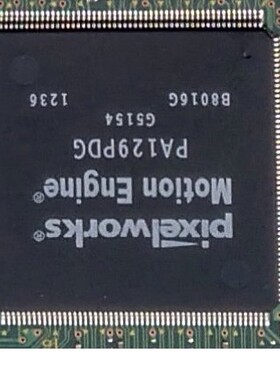 pixelworks®
Motion Engine®
PA129PDG
G5154
B8016G 1236